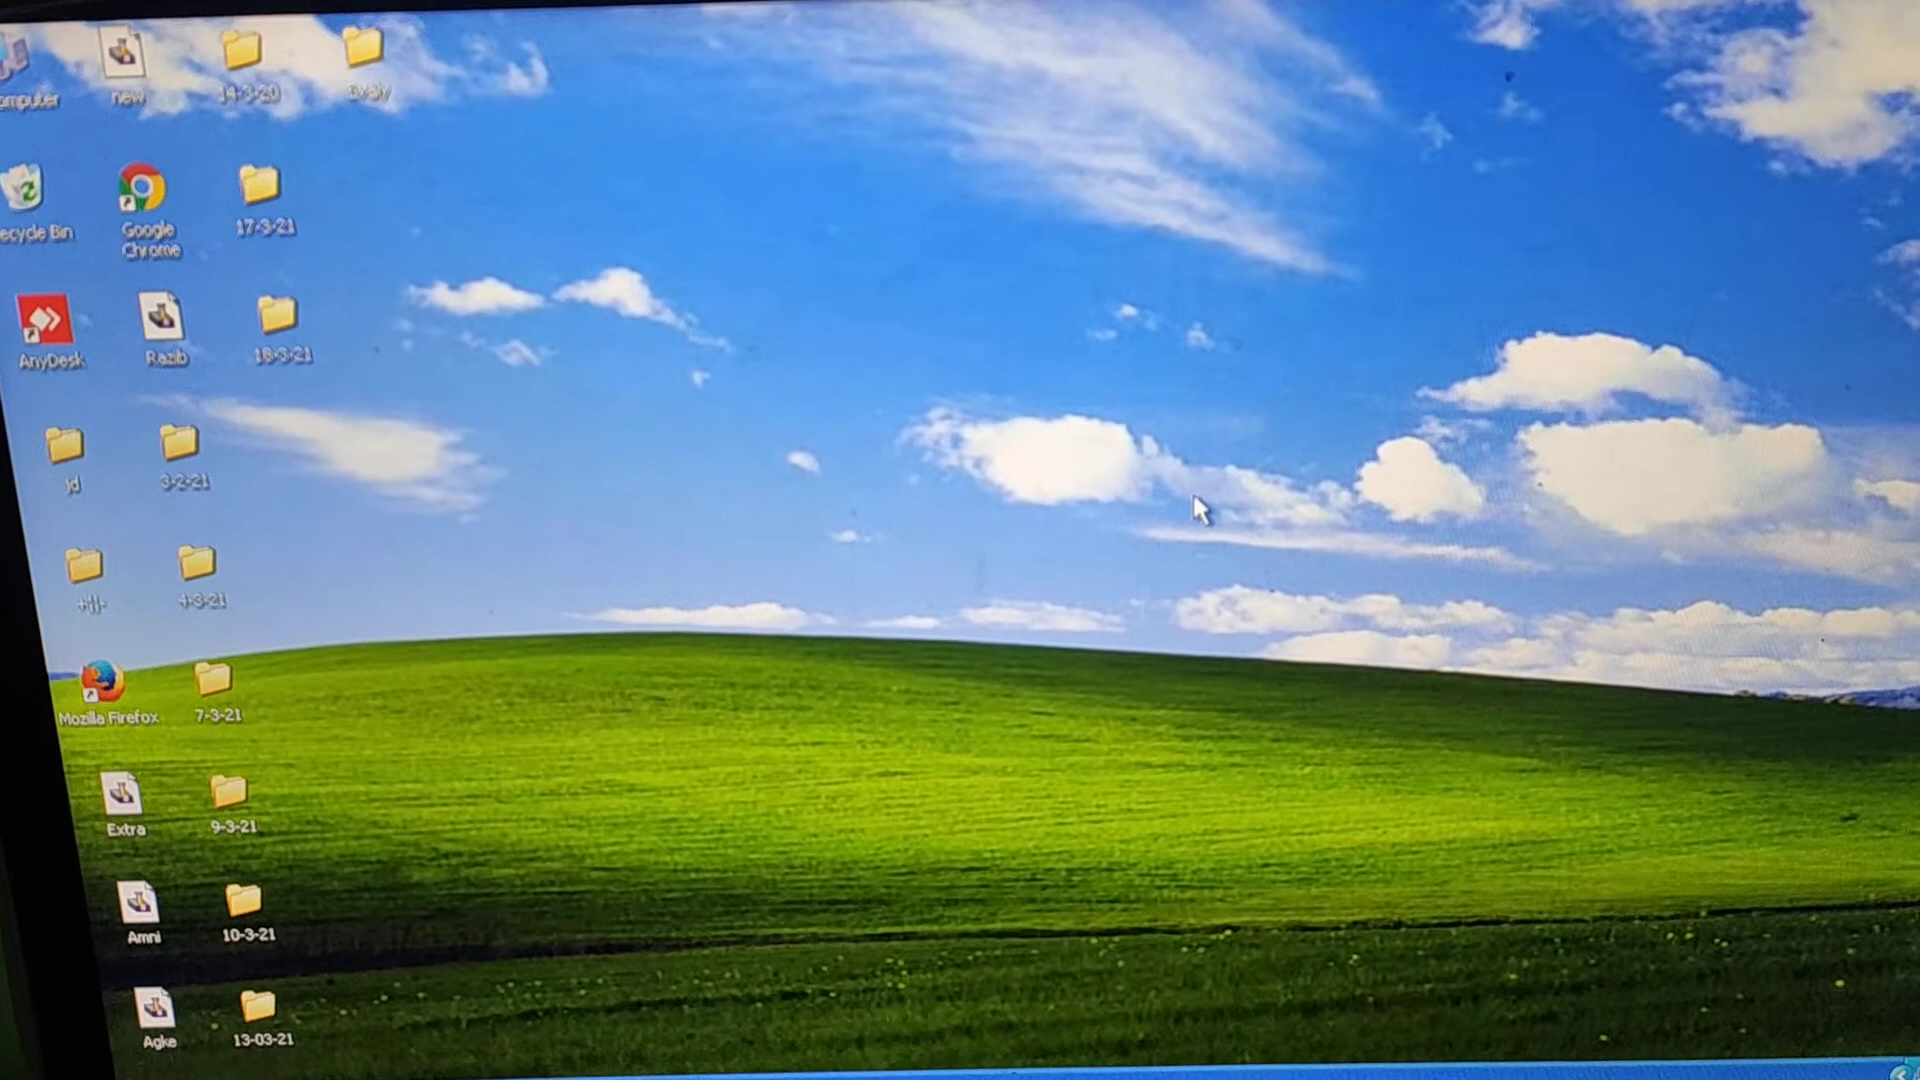 omputer
new
14-3-20
ecycle Bin
Google
Chrome
17-3-21
AnyDesk
Razib
18-3-21
jd
3-2-21
4-3-21
Mozilla Firefox
7-3-21
Extra
9-3-21
Amni
10-3-21
Agke
13-03-21